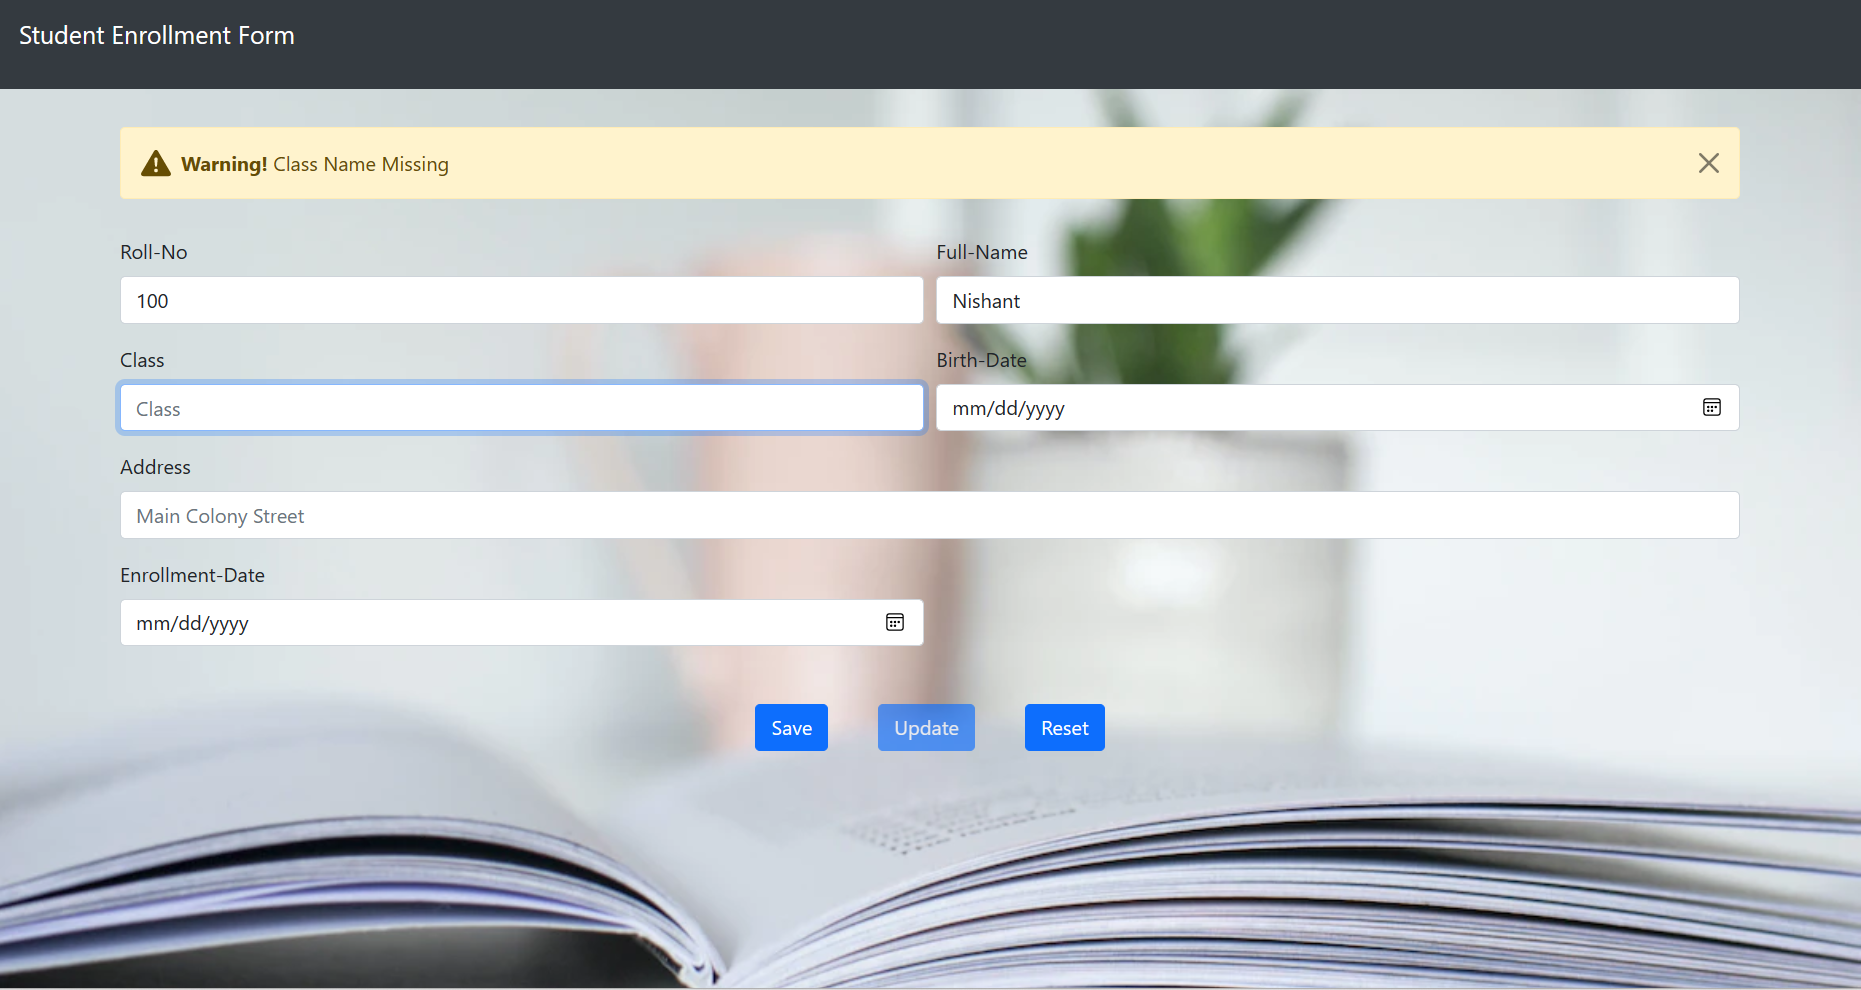 Student Enrollment Form
Warning! Class Name Missing
Roll-No
Full-Name
100
Nishant
Class
Birth-Date
Class
mm/dd/yyyy
Address
Main Colony Street
Enrollment-Date
mm/dd/yyyy
Save
Update
Reset